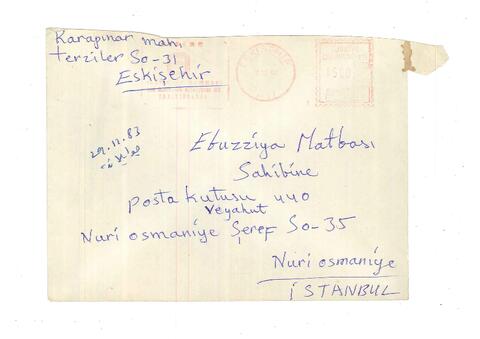 Karapınar mah.
terziler So-31
Eskişehir
29.11.83
Ebuzziya Matbası
Sahibine
posta kutusu 440
veyahut
Nuri osmaniye Şeref So-35
Nuri osmaniye
İSTANBUL